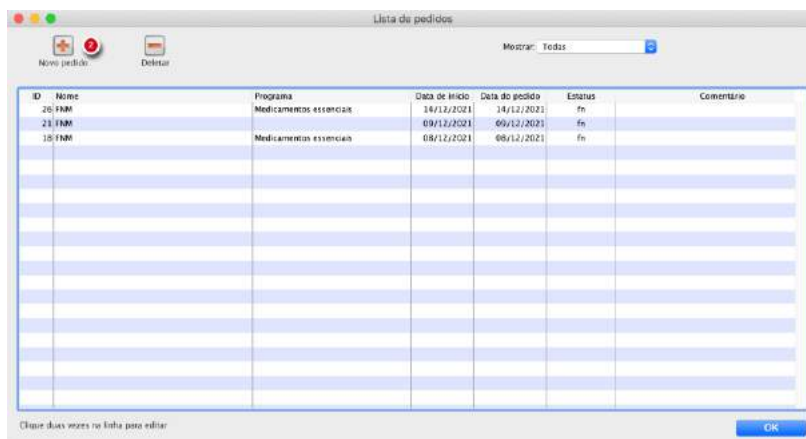 Lista de pedidos
2
Novo pedido Deletar Mostrar: Todas
ID Nome Programa Data de início Data do pedido Estatus Comentário
26 FNM Medicamentos essenciais 14/12/2021 14/12/2021 fn
21 FNM 09/12/2021 09/12/2021 fn
18 FNM Medicamentos essenciais 08/12/2021 08/12/2021 fn
Clique duas vezes na linha para editar OK